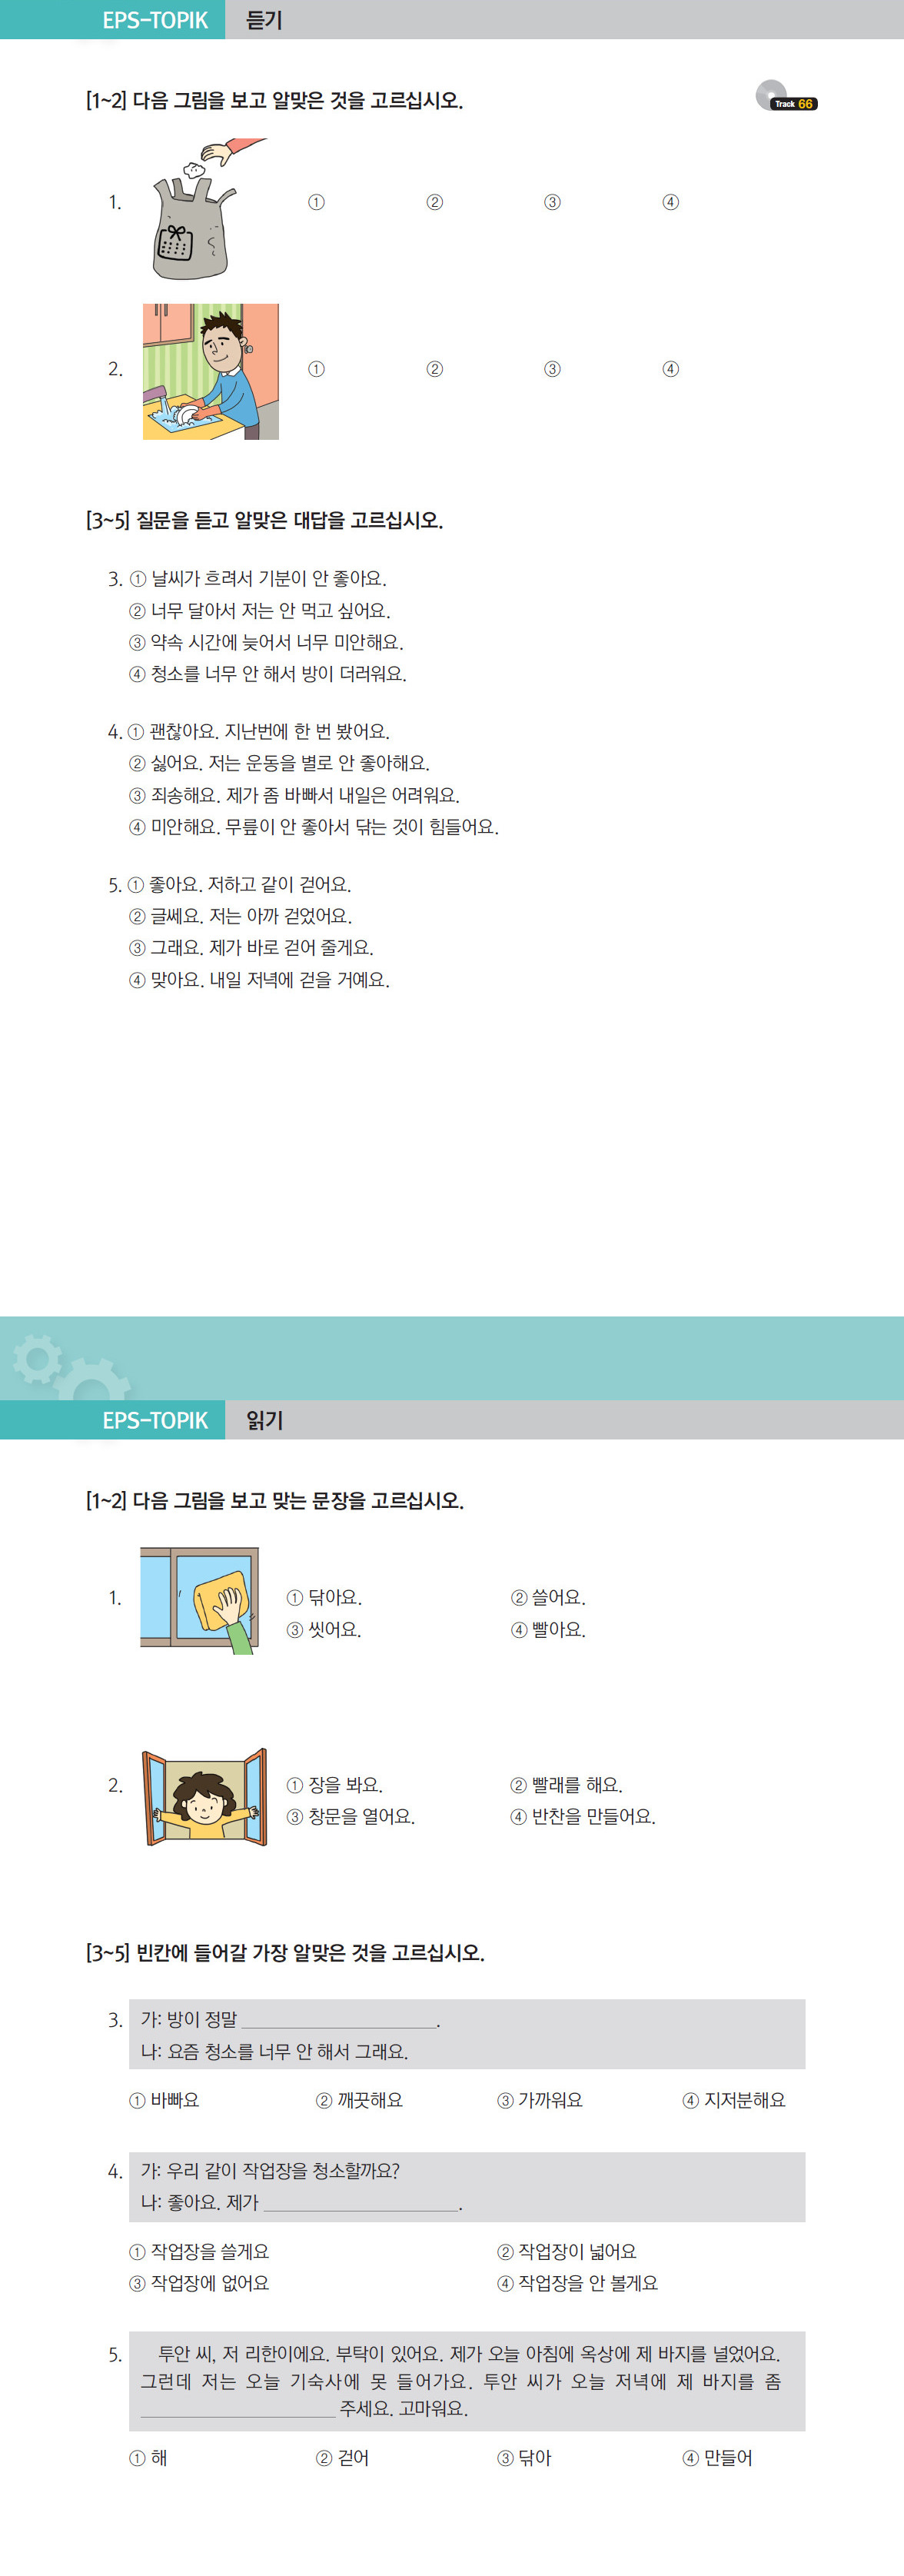 EPS-TOPIK 듣기
[1~2] 다음 그림을 보고 알맞은 것을 고르십시오.
Track 66
1. ① ② ③ ④
2. ① ② ③ ④
[3~5] 질문을 듣고 알맞은 대답을 고르십시오.
3. ① 날씨가 흐려서 기분이 안 좋아요.
② 너무 달아서 저는 안 먹고 싶어요.
③ 약속 시간에 늦어서 너무 미안해요.
④ 청소를 너무 안 해서 방이 더러워요.
4. ① 괜찮아요. 지난번에 한 번 봤어요.
② 싫어요. 저는 운동을 별로 안 좋아해요.
③ 죄송해요. 제가 좀 바빠서 내일은 어려워요.
④ 미안해요. 무릎이 안 좋아서 닦는 것이 힘들어요.
5. ① 좋아요. 저하고 같이 걷어요.
② 글쎄요. 저는 아까 걷었어요.
③ 그래요. 제가 바로 걷어 줄게요.
④ 맞아요. 내일 저녁에 걷을 거예요.
EPS-TOPIK 읽기
[1~2] 다음 그림을 보고 맞는 문장을 고르십시오.
1. ① 닦아요. ② 쓸어요.
③ 씻어요. ④ 빨아요.
2. ① 장을 봐요. ② 빨래를 해요.
③ 창문을 열어요. ④ 반찬을 만들어요.
[3~5] 빈칸에 들어갈 가장 알맞은 것을 고르십시오.
3. 가: 방이 정말 ____________________.
나: 요즘 청소를 너무 안 해서 그래요.
① 바빠요 ② 깨끗해요 ③ 가까워요 ④ 지저분해요
4. 가: 우리 같이 작업장을 청소할까요?
나: 좋아요. 제가 ____________________.
① 작업장을 쓸게요 ② 작업장이 넓어요
③ 작업장에 없어요 ④ 작업장을 안 볼게요
5. 투안 씨, 저 리한이에요. 부탁이 있어요. 제가 오늘 아침에 옥상에 제 바지를 널었어요.
그런데 저는 오늘 기숙사에 못 들어가요. 투안 씨가 오늘 저녁에 제 바지를 좀
____________________ 주세요. 고마워요.
① 해 ② 걷어 ③ 닦아 ④ 만들어